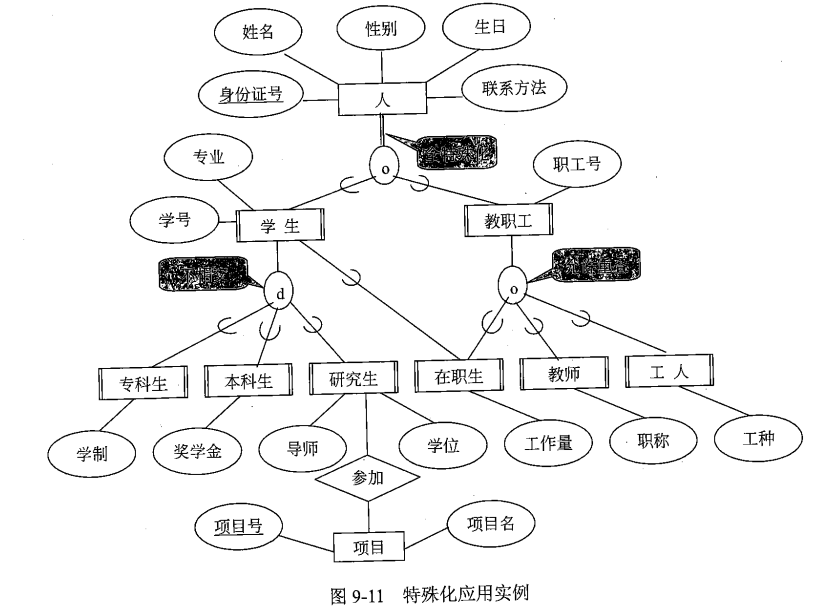 姓名
性别
生日
身份证号
人
联系方法
专业
o
职工号
学号
学 生
教职工
d
o
专科生
本科生
研究生
在职生
教师
工 人
学制
奖学金
导师
学位
工作量
职称
工种
参加
项目号
项目名
项目
图 9-11 特殊化应用实例